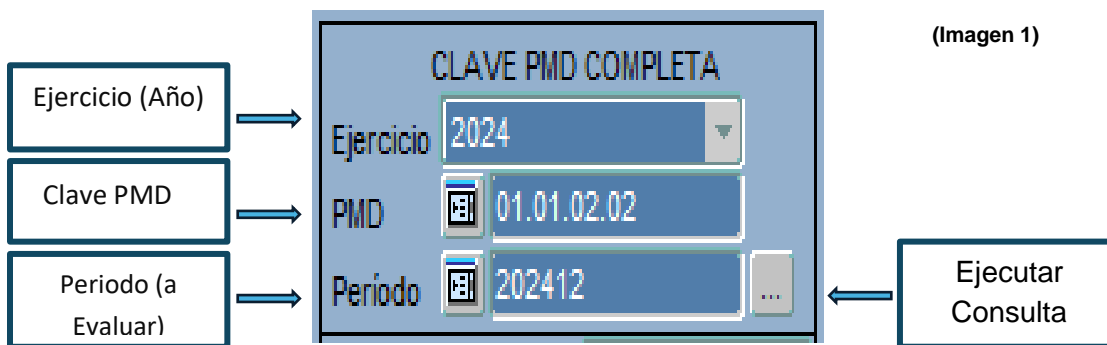 (Imagen 1)
CLAVE PMD COMPLETA
Ejercicio (Año)
Ejercicio 2024
Clave PMD
PMD 01.01.02.02
Periodo (a
Evaluar)
Período 202412 ...
Ejecutar
Consulta